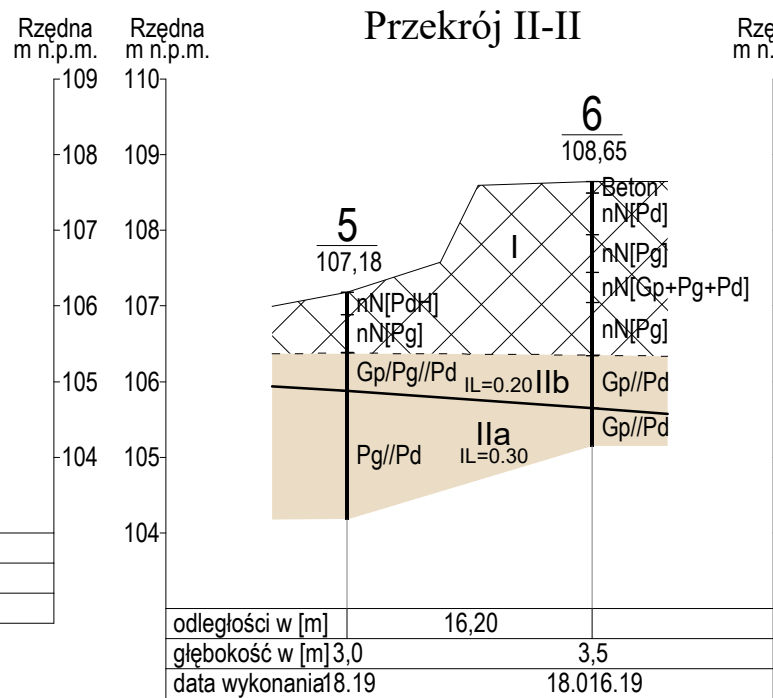 Przekrój II-II
Rzędna
m n.p.m.
Rzędna
m n.p.m.
Rzę
m n.
109
108
107
106
105
104
110
109
108
107
106
105
104
5
107,18
6
108,65
Beton
nN[Pd]
nN[Pg]
nN[Gp+Pg+Pd]
nN[Pg]
I
nN[PdH]
nN[Pg]
Gp/Pg//Pd
IL=0.20 IIb
Gp//Pd
IIa
IL=0.30
Gp//Pd
Pg//Pd
odległości w [m] 16,20
głębokość w [m] 3,0 3,5
data wykonania 18.19 18.016.19